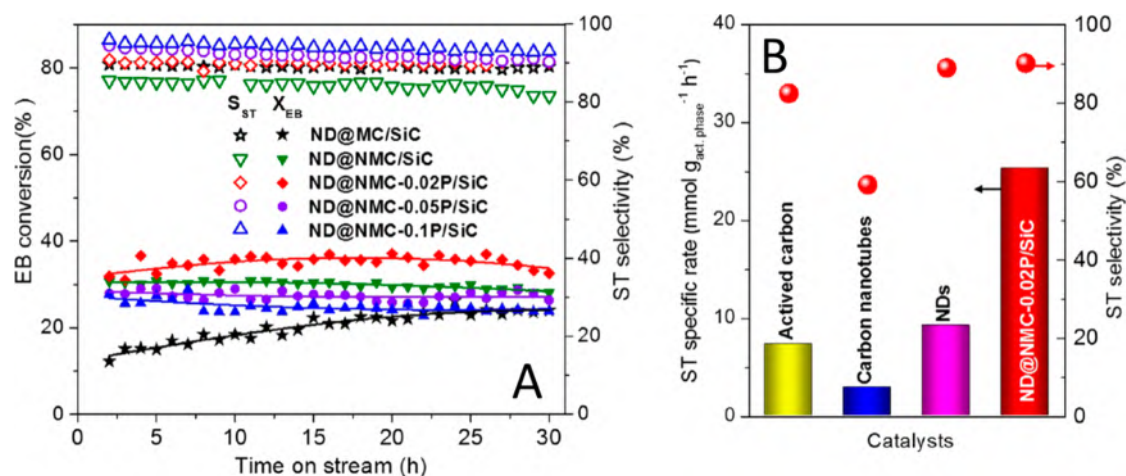 EB conversion(%)
80
60
40
20
0
0 5 10 15 20 25 30
Time on stream (h)
100
80
60
40
20
0
ST selectivity (%)
S_ST X_EB
ND@MC/SiC
ND@NMC/SiC
ND@NMC-0.02P/SiC
ND@NMC-0.05P/SiC
ND@NMC-0.1P/SiC
A
ST specific rate (mmol g_act. phase^-1 h^-1)
40
30
20
10
0
B
Actived carbon
Carbon nanotubes
NDs
ND@NMC-0.02P/SiC
Catalysts
100
80
60
40
20
0
ST selectivity (%)